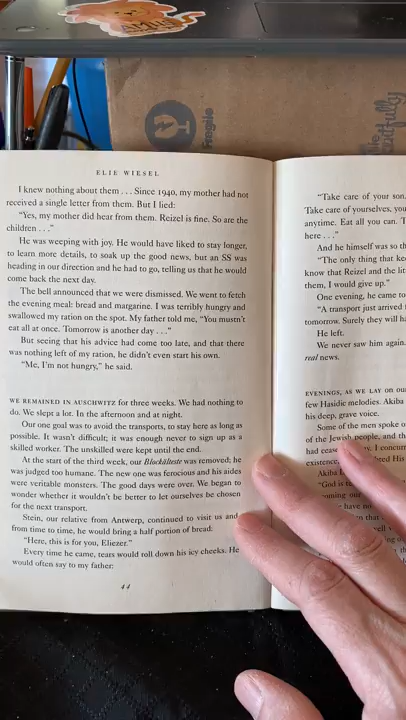 AMHS
Fragile
ELIE WIESEL
I knew nothing about them . . . Since 1940, my mother had not
received a single letter from them. But I lied:
"Yes, my mother did hear from them. Reizel is fine. So are the
children . . ."
He was weeping with joy. He would have liked to stay longer,
to learn more details, to soak up the good news, but an SS was
heading in our direction and he had to go, telling us that he would
come back the next day.
The bell announced that we were dismissed. We went to fetch
the evening meal: bread and margarine. I was terribly hungry and
swallowed my ration on the spot. My father told me, "You mustn't
eat all at once. Tomorrow is another day . . ."
But seeing that his advice had come too late, and that there
was nothing left of my ration, he didn't even start his own.
"Me, I'm not hungry," he said.
WE REMAINED IN AUSCHWITZ for three weeks. We had nothing to
do. We slept a lot. In the afternoon and at night.
Our one goal was to avoid the transports, to stay here as long as
possible. It wasn't difficult; it was enough never to sign up as a
skilled worker. The unskilled were kept until the end.
At the start of the third week, our Blockälteste was removed; he
was judged too humane. The new one was ferocious and his aides
were veritable monsters. The good days were over. We began to
wonder whether it wouldn't be better to let ourselves be chosen
for the next transport.
Stein, our relative from Antwerp, continued to visit us and
from time to time, he would bring a half portion of bread:
"Here, this is for you, Eliezer."
Every time he came, tears would roll down his icy cheeks. He
would often say to my father:
44
"Take care of your son.
Take care of yourselves, you
anytime. Eat all you can. T
here . . ."
And he himself was so th
"The only thing that kee
know that Reizel and the lit
them, I would give up."
One evening, he came to
"A transport just arrived
tomorrow. Surely they will ha
He left.
We never saw him again.
real news.
EVENINGS, AS WE LAY on our
few Hasidic melodies. Akiba
his deep, grave voice.
Some of the men spoke o
of the Jewish people, and th
had cease
I conc
existence
Akiba
"God is